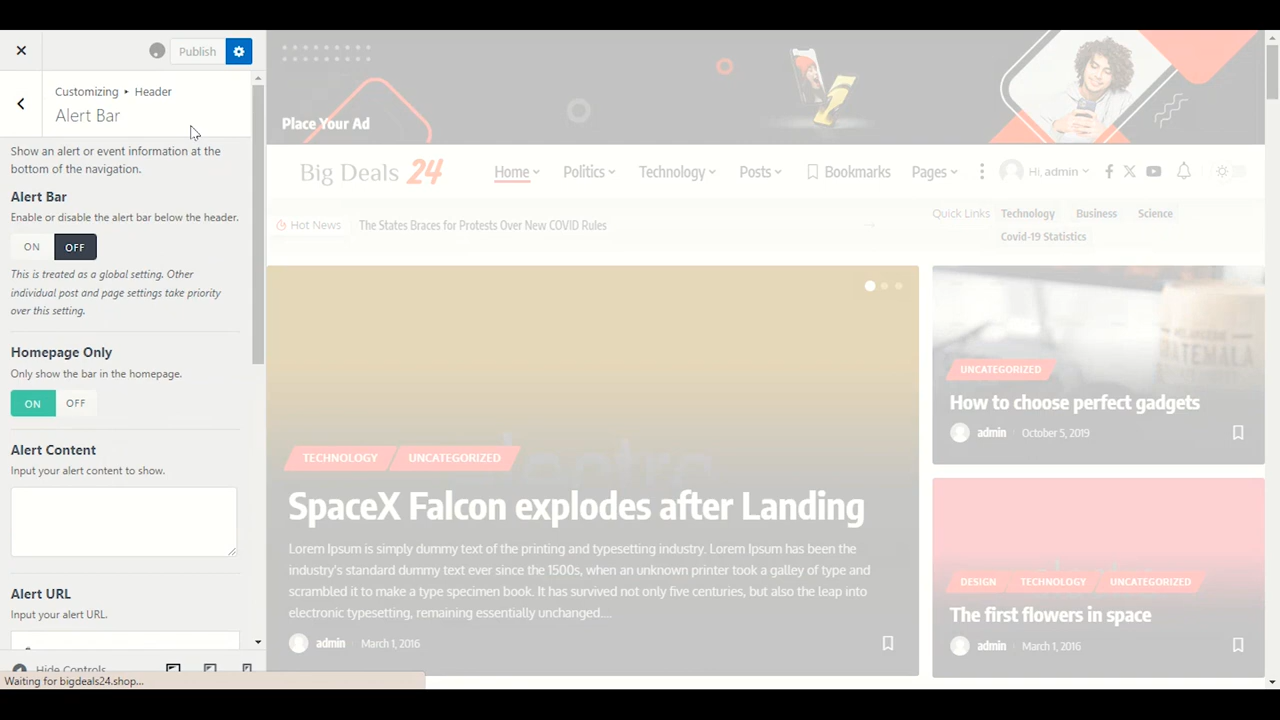 Publish
Customizing ▸ Header
Alert Bar
Show an alert or event information at the
bottom of the navigation.
Alert Bar
Enable or disable the alert bar below the header.
ON OFF
This is treated as a global setting. Other
individual post and page settings take priority
over this setting.
Homepage Only
Only show the bar in the homepage.
ON OFF
Alert Content
Input your alert content to show.
Alert URL
Input your alert URL.
Hide Controls
Waiting for bigdeals24.shop...
Place Your Ad
Big Deals 24
Home Politics Technology Posts Bookmarks Pages Hi, admin
Hot News The States Braces for Protests Over New COVID Rules
Quick Links Technology Business Science
Covid-19 Statistics
TECHNOLOGY UNCATEGORIZED
SpaceX Falcon explodes after Landing
Lorem Ipsum is simply dummy text of the printing and typesetting industry. Lorem Ipsum has been the
industry's standard dummy text ever since the 1500s, when an unknown printer took a galley of type and
scrambled it to make a type specimen book. It has survived not only five centuries, but also the leap into
electronic typesetting, remaining essentially unchanged...
admin March 1, 2016
UNCATEGORIZED
How to choose perfect gadgets
admin October 5, 2019
DESIGN TECHNOLOGY UNCATEGORIZED
The first flowers in space
admin March 1, 2016